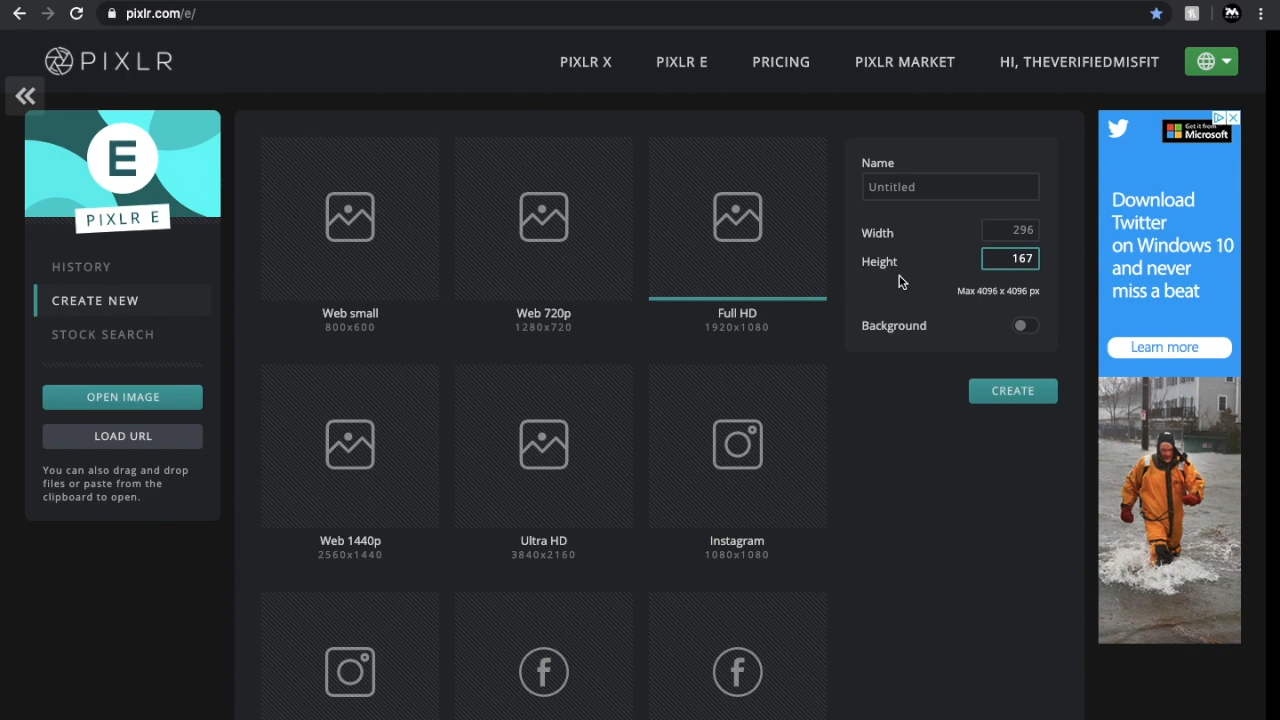 pixlr.com/e/
PIXLR
PIXLR X
PIXLR E
PRICING
PIXLR MARKET
HI, THEVERIFIEDMISFIT
E
PIXLR E
HISTORY
CREATE NEW
STOCK SEARCH
OPEN IMAGE
LOAD URL
You can also drag and drop
files or paste from the
clipboard to open.
Web small
800x600
Web 720p
1280x720
Full HD
1920x1080
Web 1440p
2560x1440
Ultra HD
3840x2160
Instagram
1080x1080
Name
Untitled
Width 296
Height 167
Max 4096 x 4096 px
Background
CREATE
Get it from
Microsoft
Download
Twitter
on Windows 10
and never
miss a beat
Learn more